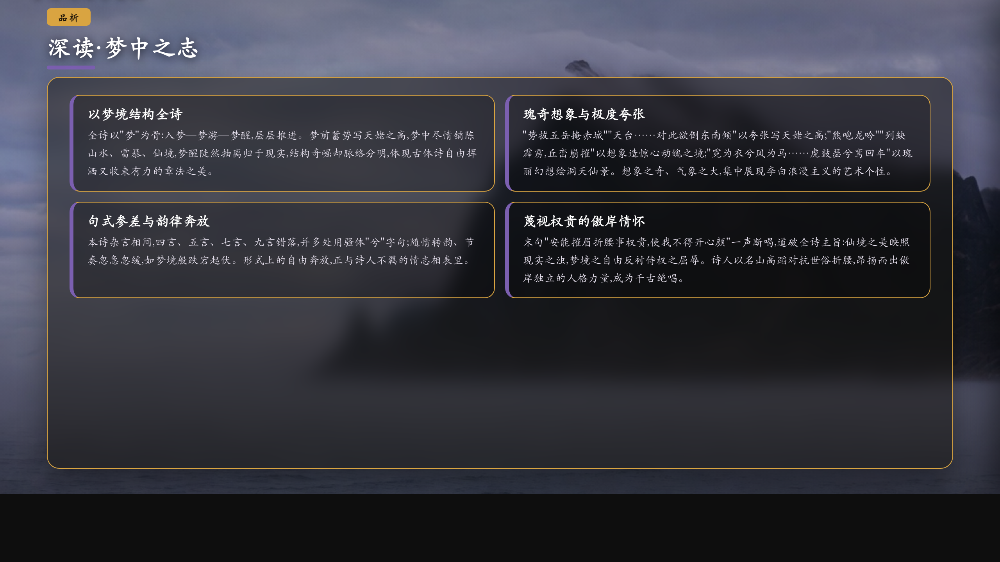 品析
深读·梦中之志
以梦境结构全诗
全诗以"梦"为骨:入梦—梦游—梦醒,层层推进。梦前蓄势写天姥之高,梦中尽情铺陈
山水、雷暴、仙境,梦醒陡然抽离归于现实,结构奇崛却脉络分明,体现古体诗自由挥
洒又收束有力的章法之美。
瑰奇想象与极度夸张
"势拔五岳掩赤城""天台……对此欲倒东南倾"以夸张写天姥之高;"熊咆龙吟""列缺
霹雳,丘峦崩摧"以想象造惊心动魄之境;"霓为衣兮风为马……虎鼓瑟兮鸾回车"以瑰
丽幻想绘洞天仙景。想象之奇、气象之大,集中展现李白浪漫主义的艺术个性。
句式参差与韵律奔放
本诗杂言相间,四言、五言、七言、九言错落,并多处用骚体"兮"字句;随情转韵、节
奏忽急忽缓,如梦境般跌宕起伏。形式上的自由奔放,正与诗人不羁的情志相表里。
蔑视权贵的傲岸情怀
末句"安能摧眉折腰事权贵,使我不得开心颜"一声断喝,道破全诗主旨:仙境之美映照
现实之浊,梦境之自由反衬侍权之屈辱。诗人以名山高蹈对抗世俗折腰,昂扬而出傲
岸独立的人格力量,成为千古绝唱。